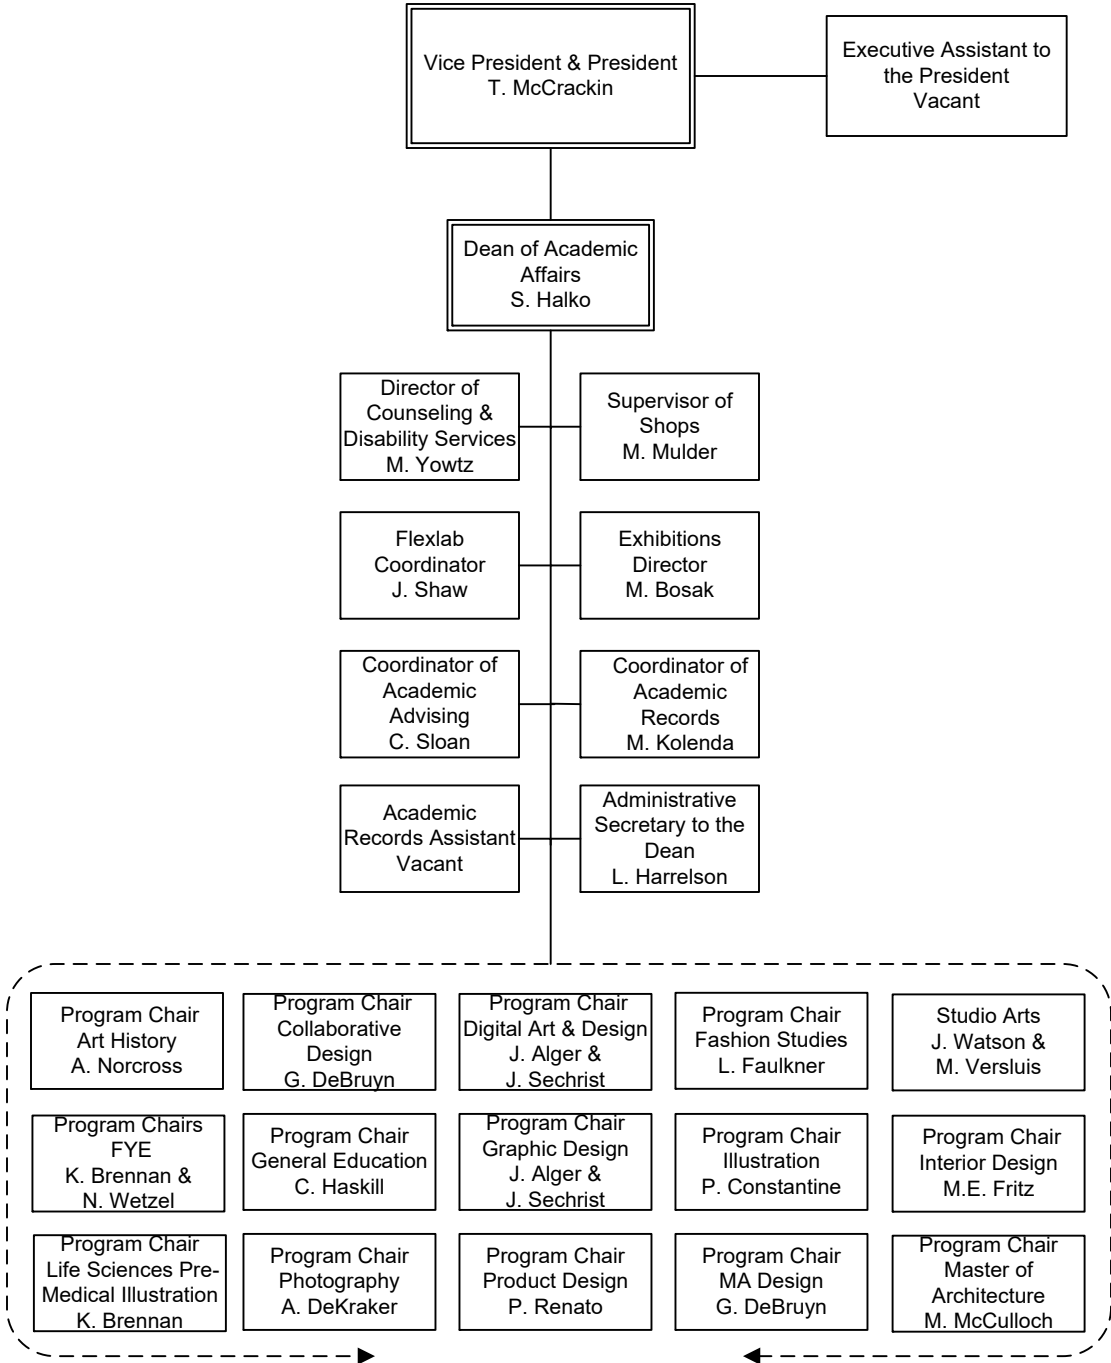 Vice President & President
T. McCrackin
Executive Assistant to
the President
Vacant
Dean of Academic
Affairs
S. Halko
Director of
Counseling &
Disability Services
M. Yowtz
Supervisor of
Shops
M. Mulder
Flexlab
Coordinator
J. Shaw
Exhibitions
Director
M. Bosak
Coordinator of
Academic
Advising
C. Sloan
Coordinator of
Academic
Records
M. Kolenda
Academic
Records Assistant
Vacant
Administrative
Secretary to the
Dean
L. Harrelson
Program Chair
Art History
A. Norcross
Program Chair
Collaborative
Design
G. DeBruyn
Program Chair
Digital Art & Design
J. Alger &
J. Sechrist
Program Chair
Fashion Studies
L. Faulkner
Studio Arts
J. Watson &
M. Versluis
Program Chairs
FYE
K. Brennan &
N. Wetzel
Program Chair
General Education
C. Haskill
Program Chair
Graphic Design
J. Alger &
J. Sechrist
Program Chair
Illustration
P. Constantine
Program Chair
Interior Design
M.E. Fritz
Program Chair
Life Sciences Pre-
Medical Illustration
K. Brennan
Program Chair
Photography
A. DeKraker
Program Chair
Product Design
P. Renato
Program Chair
MA Design
G. DeBruyn
Program Chair
Master of
Architecture
M. McCulloch